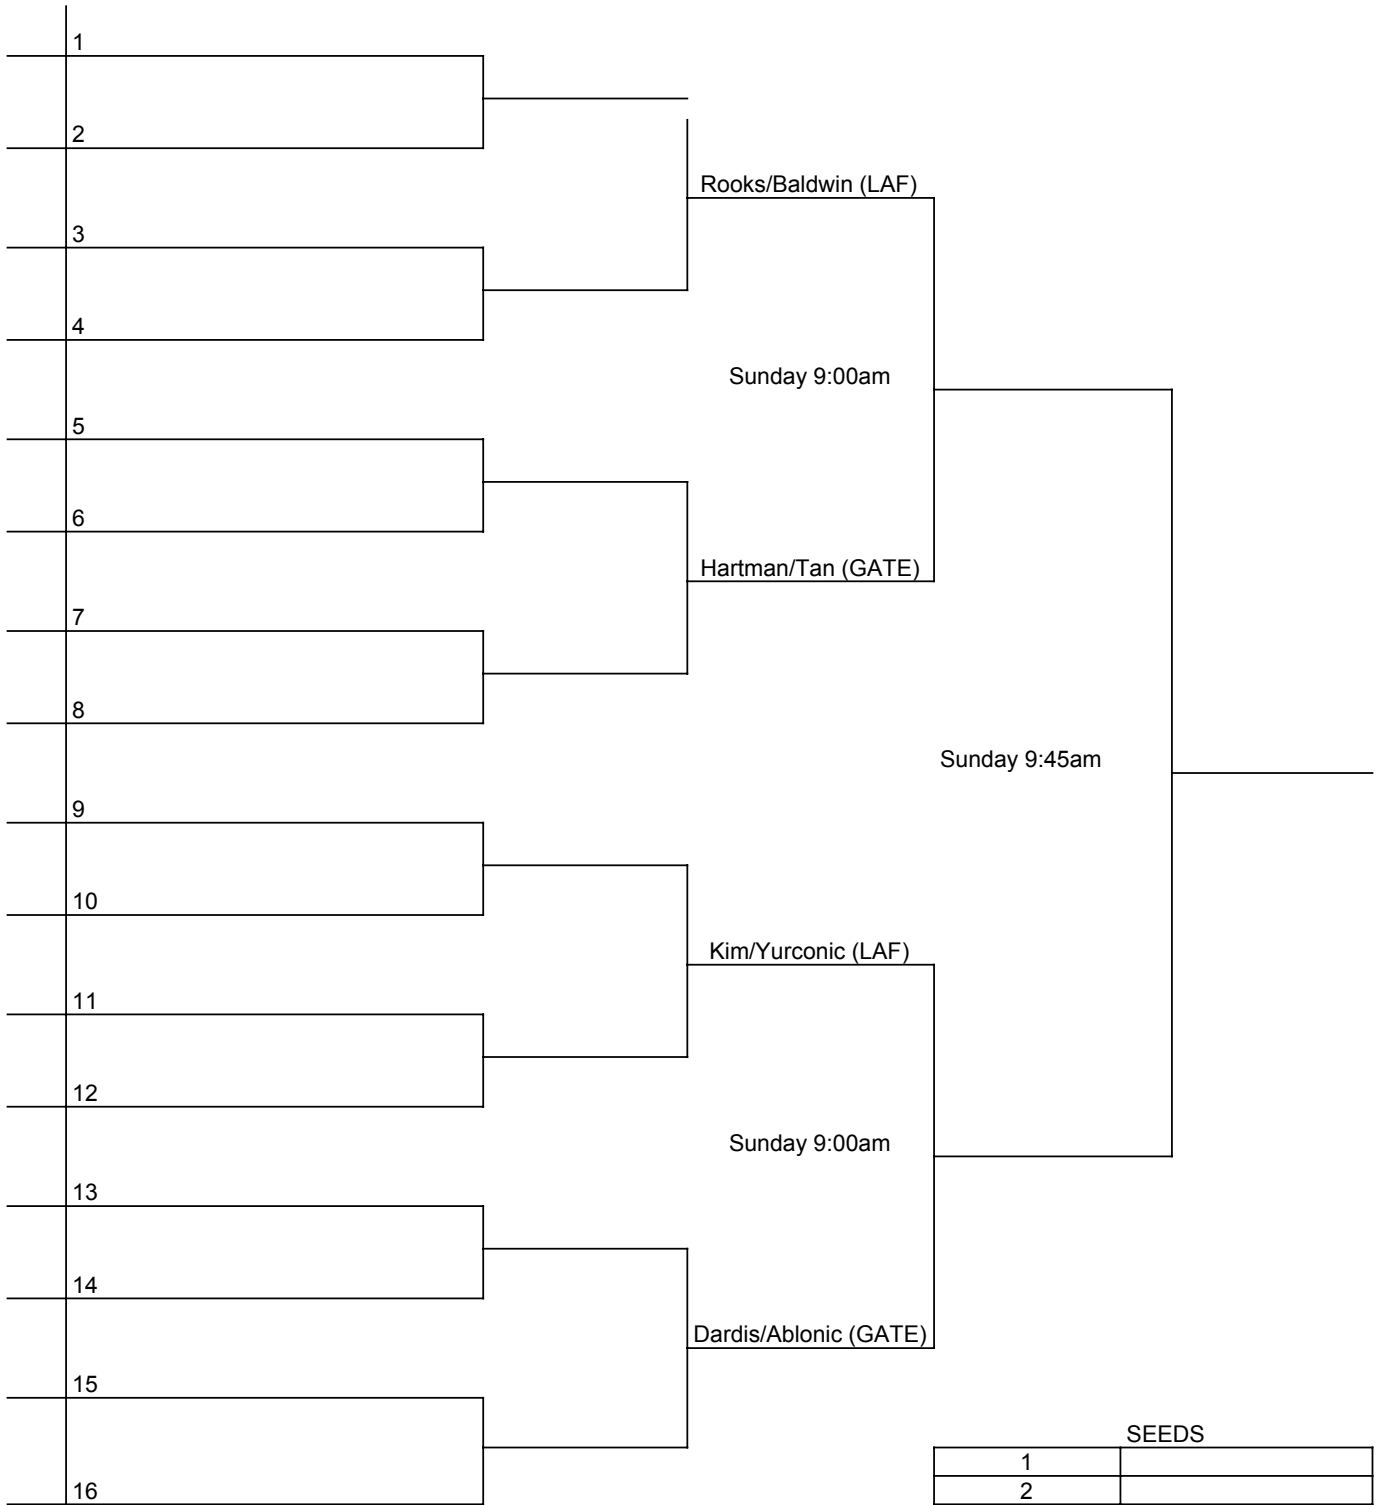 1
2
Rooks/Baldwin (LAF)
3
4
Sunday 9:00am
5
6
Hartman/Tan (GATE)
7
8
Sunday 9:45am
9
10
Kim/Yurconic (LAF)
11
12
Sunday 9:00am
13
14
Dardis/Ablonic (GATE)
15
SEEDS
1
2
16